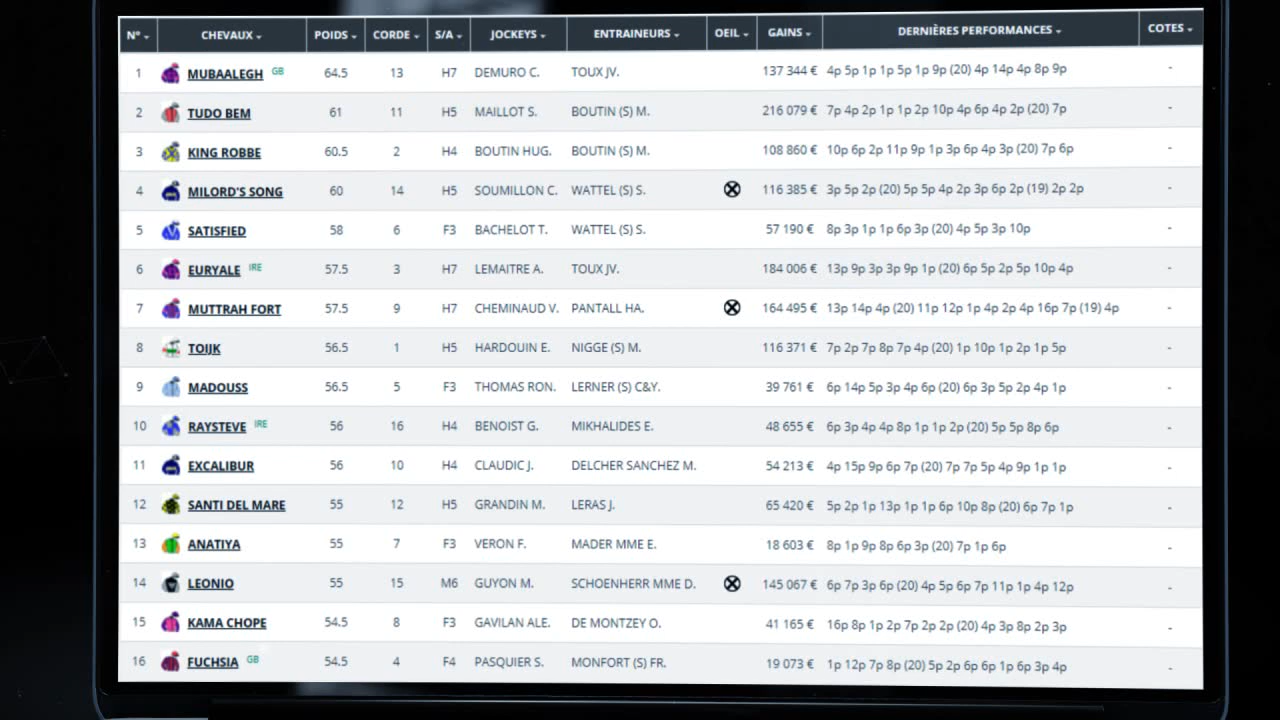 N° CHEVAUX POIDS CORDE S/A JOCKEYS ENTRAINEURS OEIL GAINS DERNIÈRES PERFORMANCES COTES
1 MUBAALEGH GB 64.5 13 H7 DEMURO C. TOUX JV. 137 344 € 4p 5p 1p 1p 5p 1p 9p (20) 4p 14p 4p 8p 9p -
2 TUDO BEM 61 11 H5 MAILLOT S. BOUTIN (S) M. 216 079 € 7p 4p 2p 1p 1p 2p 10p 4p 6p 4p 2p (20) 7p -
3 KING ROBBE 60.5 2 H4 BOUTIN HUG. BOUTIN (S) M. 108 860 € 10p 6p 2p 11p 9p 1p 3p 6p 4p 3p (20) 7p 6p -
4 MILORD'S SONG 60 14 H5 SOUMILLON C. WATTEL (S) S. 116 385 € 3p 5p 2p (20) 5p 5p 4p 2p 3p 6p 2p (19) 2p 2p -
5 SATISFIED 58 6 F3 BACHELOT T. WATTEL (S) S. 57 190 € 8p 3p 1p 1p 6p 3p (20) 4p 5p 3p 10p -
6 EURYALE IRE 57.5 3 H7 LEMAITRE A. TOUX JV. 184 006 € 13p 9p 3p 3p 9p 1p (20) 6p 5p 2p 5p 10p 4p -
7 MUTTRAH FORT 57.5 9 H7 CHEMINAUD V. PANTALL HA. 164 495 € 13p 14p 4p (20) 11p 12p 1p 4p 2p 4p 16p 7p (19) 4p -
8 TOIJK 56.5 1 H5 HARDOUIN E. NIGGE (S) M. 116 371 € 7p 2p 7p 8p 7p 4p (20) 1p 10p 1p 2p 1p 5p -
9 MADOUSS 56.5 5 F3 THOMAS RON. LERNER (S) C&Y. 39 761 € 6p 14p 5p 3p 4p 6p (20) 6p 3p 5p 2p 4p 1p -
10 RAYSTEVE IRE 56 16 H4 BENOIST G. MIKHALIDES E. 48 655 € 6p 3p 4p 4p 8p 1p 1p 2p (20) 5p 5p 8p 6p -
11 EXCALIBUR 56 10 H4 CLAUDIC J. DELCHER SANCHEZ M. 54 213 € 4p 15p 9p 6p 7p (20) 7p 7p 5p 4p 9p 1p 1p -
12 SANTI DEL MARE 55 12 H5 GRANDIN M. LERAS J. 65 420 € 5p 2p 1p 13p 1p 1p 6p 10p 8p (20) 6p 7p 1p -
13 ANATIYA 55 7 F3 VERON F. MADER MME E. 18 603 € 8p 1p 9p 8p 6p 3p (20) 7p 1p 6p -
14 LEONIO 55 15 M6 GUYON M. SCHOENHERR MME D. 145 067 € 6p 7p 3p 6p (20) 4p 5p 6p 7p 11p 1p 4p 12p -
15 KAMA CHOPE 54.5 8 F3 GAVILAN ALE. DE MONTZEY O. 41 165 € 16p 8p 1p 2p 7p 2p 2p (20) 4p 3p 8p 2p 3p -
16 FUCHSIA GB 54.5 4 F4 PASQUIER S. MONFORT (S) FR. 19 073 € 1p 12p 7p 8p (20) 5p 2p 6p 6p 1p 6p 3p 4p -